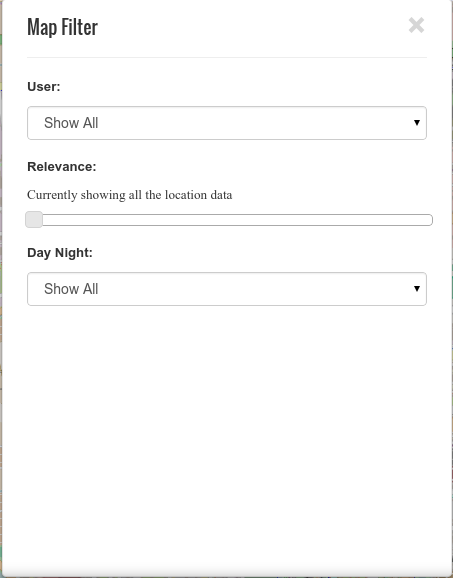 Map Filter
User:
Show All
Relevance:
Currently showing all the location data
Day Night:
Show All